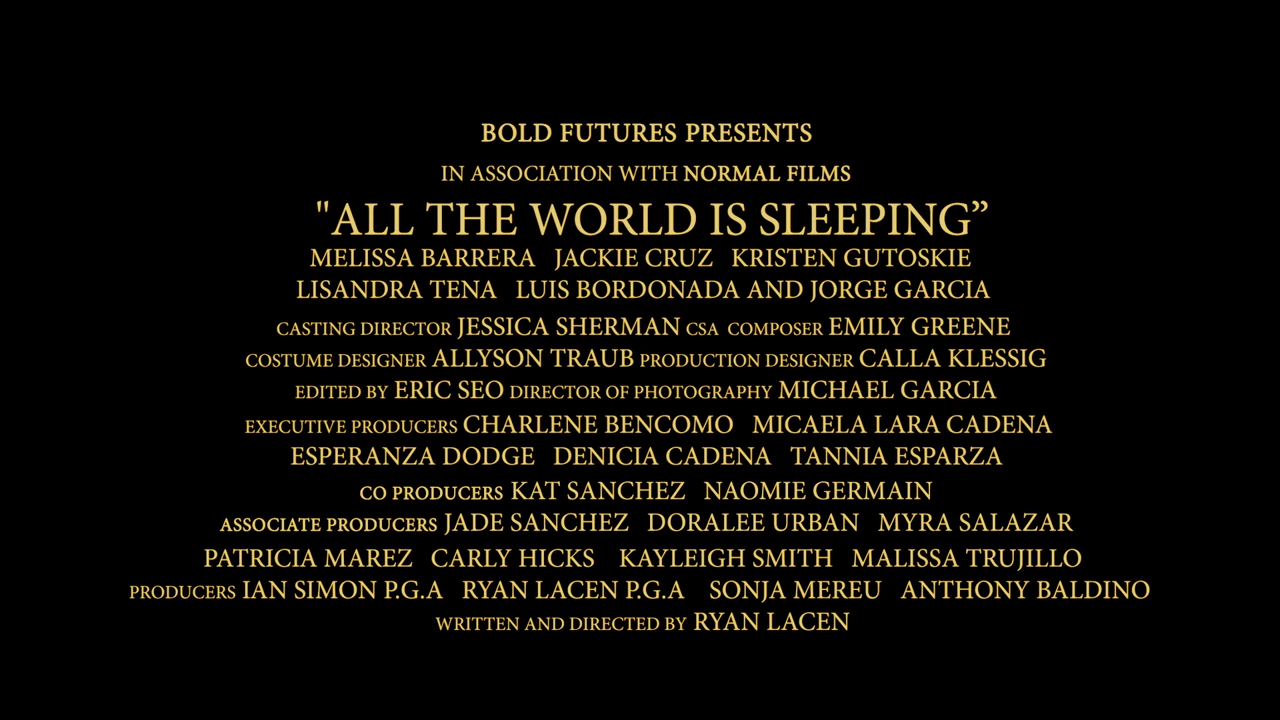 BOLD FUTURES PRESENTS
IN ASSOCIATION WITH NORMAL FILMS
"ALL THE WORLD IS SLEEPING”
MELISSA BARRERA JACKIE CRUZ KRISTEN GUTOSKIE
LISANDRA TENA LUIS BORDONADA AND JORGE GARCIA
CASTING DIRECTOR JESSICA SHERMAN CSA COMPOSER EMILY GREENE
COSTUME DESIGNER ALLYSON TRAUB PRODUCTION DESIGNER CALLA KLESSIG
EDITED BY ERIC SEO DIRECTOR OF PHOTOGRAPHY MICHAEL GARCIA
EXECUTIVE PRODUCERS CHARLENE BENCOMO MICAELA LARA CADENA
ESPERANZA DODGE DENICIA CADENA TANNIA ESPARZA
CO PRODUCERS KAT SANCHEZ NAOMIE GERMAIN
ASSOCIATE PRODUCERS JADE SANCHEZ DORALEE URBAN MYRA SALAZAR
PATRICIA MAREZ CARLY HICKS KAYLEIGH SMITH MALISSA TRUJILLO
PRODUCERS IAN SIMON P.G.A RYAN LACEN P.G.A SONJA MEREU ANTHONY BALDINO
WRITTEN AND DIRECTED BY RYAN LACEN